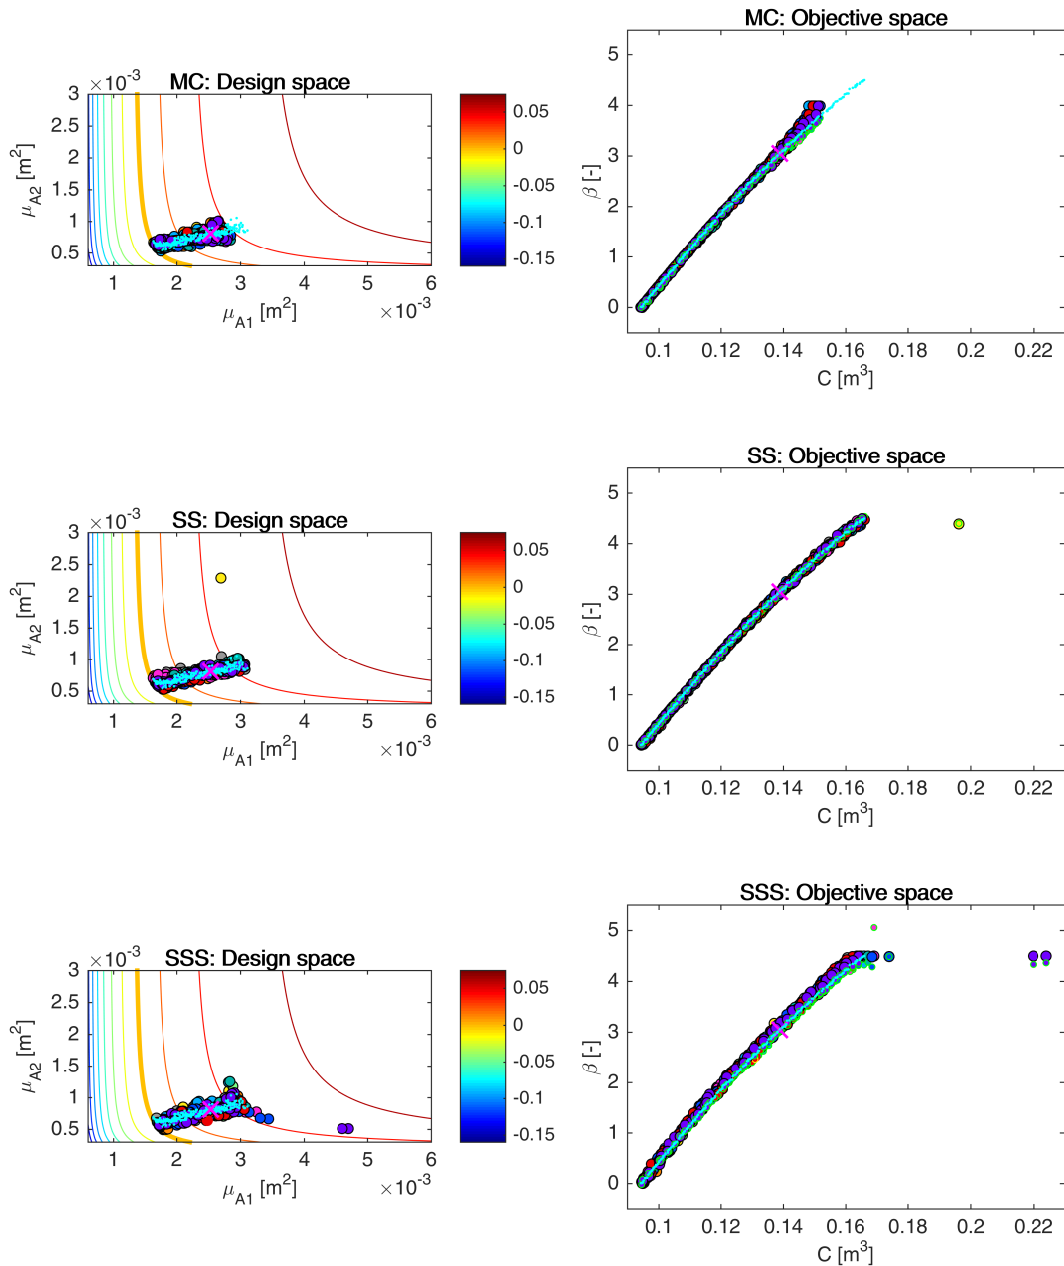 MC: Design space
×10⁻³
3
2.5
2
1.5
1
0.5
μ_A2 [m²]
1 2 3 4 5 6
μ_A1 [m²]
×10⁻³
0.05
0
-0.05
-0.1
-0.15
MC: Objective space
5
4
3
2
1
0
β [-]
0.1 0.12 0.14 0.16 0.18 0.2 0.22
C [m³]
SS: Design space
×10⁻³
3
2.5
2
1.5
1
0.5
μ_A2 [m²]
1 2 3 4 5 6
μ_A1 [m²]
×10⁻³
0.05
0
-0.05
-0.1
-0.15
SS: Objective space
5
4
3
2
1
0
β [-]
0.1 0.12 0.14 0.16 0.18 0.2 0.22
C [m³]
SSS: Design space
×10⁻³
3
2.5
2
1.5
1
0.5
μ_A2 [m²]
1 2 3 4 5 6
μ_A1 [m²]
×10⁻³
0.05
0
-0.05
-0.1
-0.15
SSS: Objective space
5
4
3
2
1
0
β [-]
0.1 0.12 0.14 0.16 0.18 0.2 0.22
C [m³]